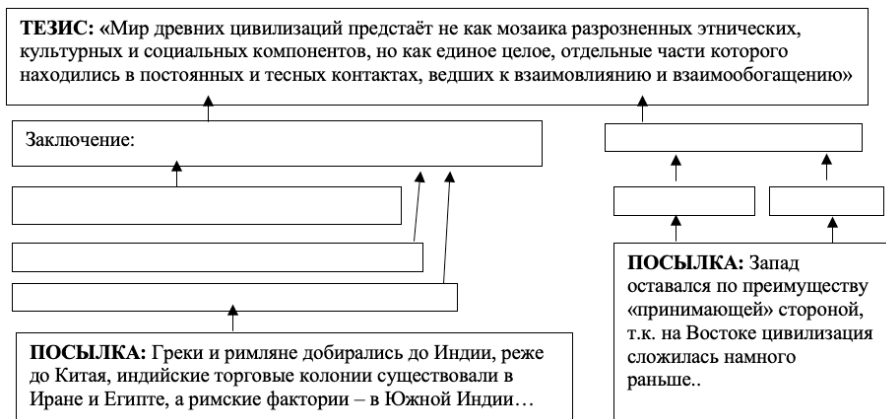 ТЕЗИС: «Мир древних цивилизаций предстаёт не как мозаика разрозненных этнических,
культурных и социальных компонентов, но как единое целое, отдельные части которого
находились в постоянных и тесных контактах, ведших к взаимовлиянию и взаимообогащению»
Заключение:
ПОСЫЛКА: Греки и римляне добирались до Индии, реже
до Китая, индийские торговые колонии существовали в
Иране и Египте, а римские фактории – в Южной Индии…
ПОСЫЛКА: Запад
оставался по преимуществу
«принимающей» стороной,
т.к. на Востоке цивилизация
сложилась намного
раньше..